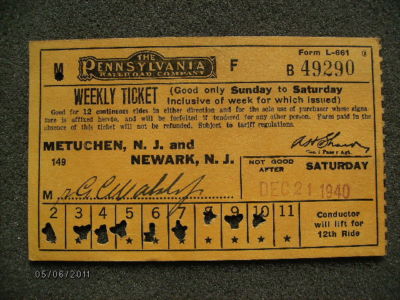 Form L-661
THE
M PENNSYLVANIA F B 49290
RAILROAD COMPANY
WEEKLY TICKET (Good only Sunday to Saturday
Inclusive of week for which issued)
Good for 12 continuous rides in either direction and for the sole use of purchaser whose signa-
ture is affixed hereto, and will be forfeited if tendered for any other person. Fare paid in the
absence of this ticket will not be refunded. Subject to tariff regulations.
METUCHEN, N. J. and
149 NEWARK, N. J.
NOT GOOD
AFTER SATURDAY
DEC 21 1940
M
2 3 4 5 6 7 8 9 10 11
Conductor
will lift for
12th Ride
05/06/2011